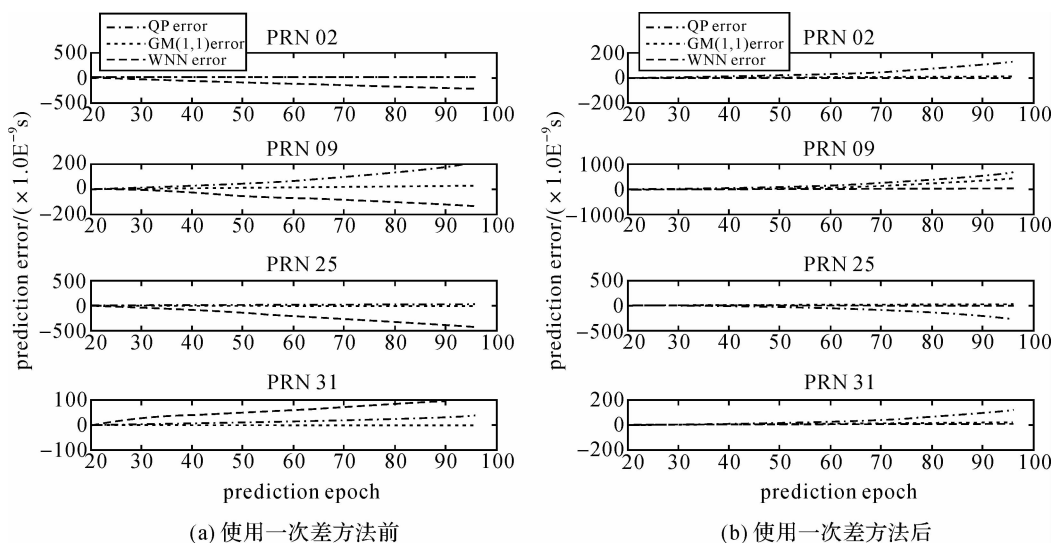 QP error
GM(1,1)error
WNN error
PRN 02
500
0
−500
20 30 40 50 60 70 80 90 100
PRN 09
200
0
−200
20 30 40 50 60 70 80 90 100
PRN 25
500
0
−500
20 30 40 50 60 70 80 90 100
PRN 31
100
0
−100
20 30 40 50 60 70 80 90 100
prediction error/(×1.0E⁻⁹s)
prediction epoch
(a) 使用一次差方法前
QP error
GM(1,1)error
WNN error
PRN 02
200
0
−200
20 30 40 50 60 70 80 90 100
PRN 09
1000
0
−1000
20 30 40 50 60 70 80 90 100
PRN 25
500
0
−500
20 30 40 50 60 70 80 90 100
PRN 31
200
0
−200
20 30 40 50 60 70 80 90 100
prediction error/(×1.0E⁻⁹s)
prediction epoch
(b) 使用一次差方法后